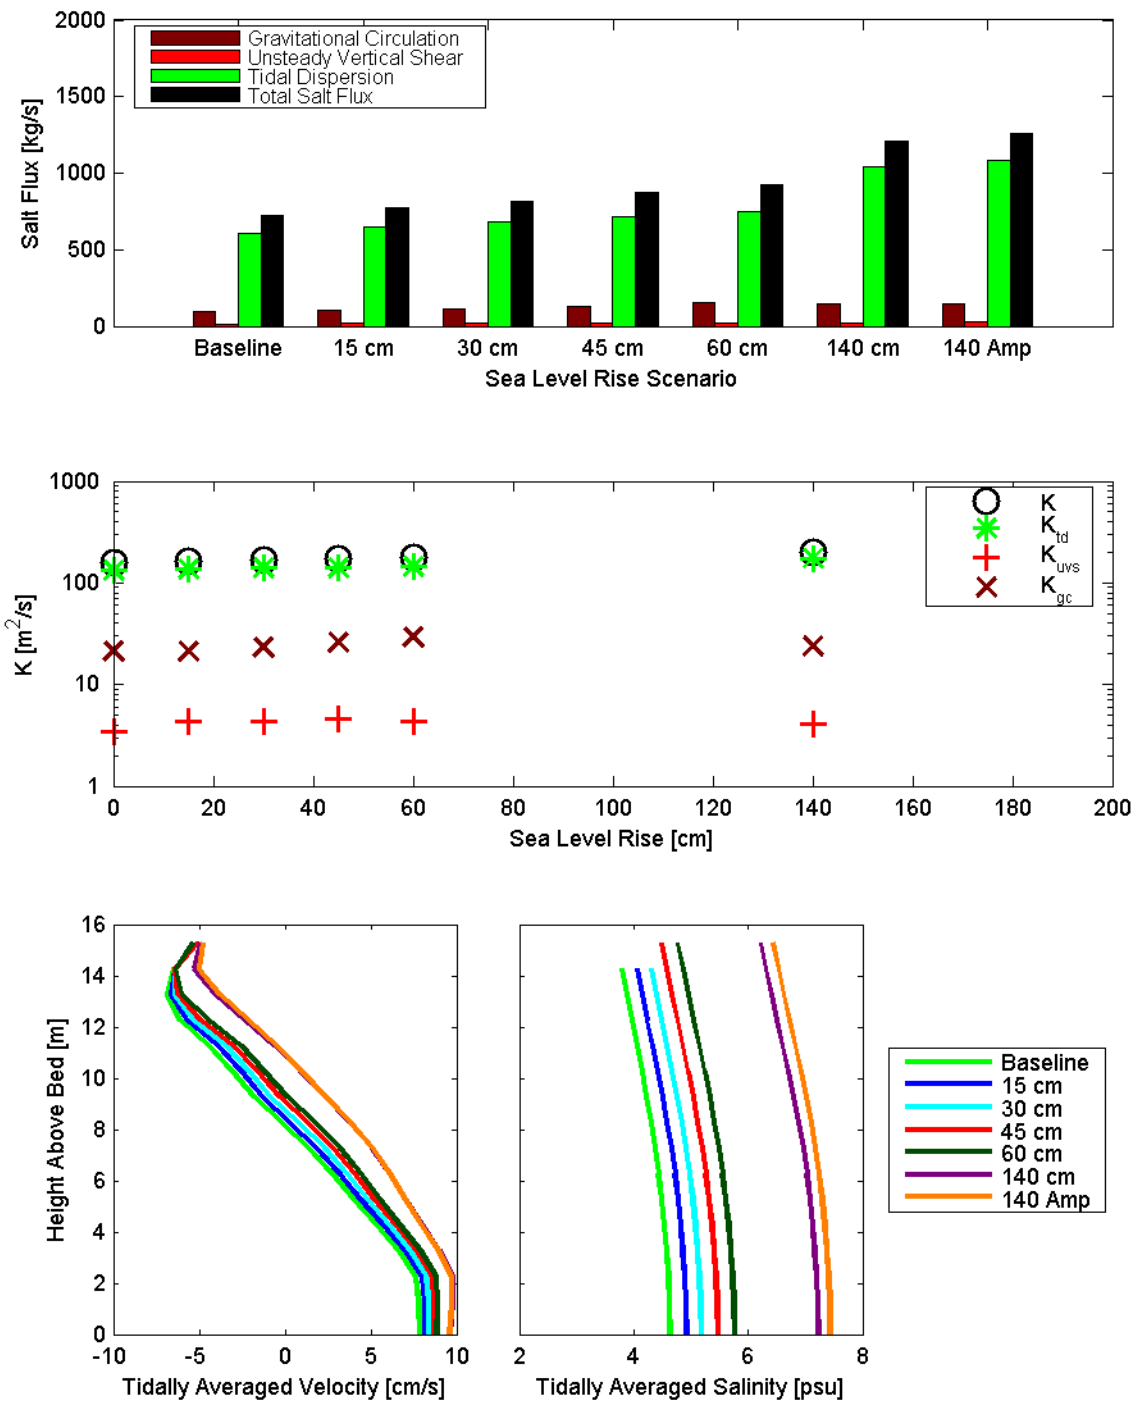 2000
1500
1000
500
0
Salt Flux [kg/s]
Gravitational Circulation
Unsteady Vertical Shear
Tidal Dispersion
Total Salt Flux
Baseline 15 cm 30 cm 45 cm 60 cm 140 cm 140 Amp
Sea Level Rise Scenario
1000
100
10
1
K [m²/s]
K
K_td
K_uvs
K_gc
0 20 40 60 80 100 120 140 160 180 200
Sea Level Rise [cm]
16
14
12
10
8
6
4
2
0
Height Above Bed [m]
-10 -5 0 5 10
Tidally Averaged Velocity [cm/s]
2 4 6 8
Tidally Averaged Salinity [psu]
Baseline
15 cm
30 cm
45 cm
60 cm
140 cm
140 Amp